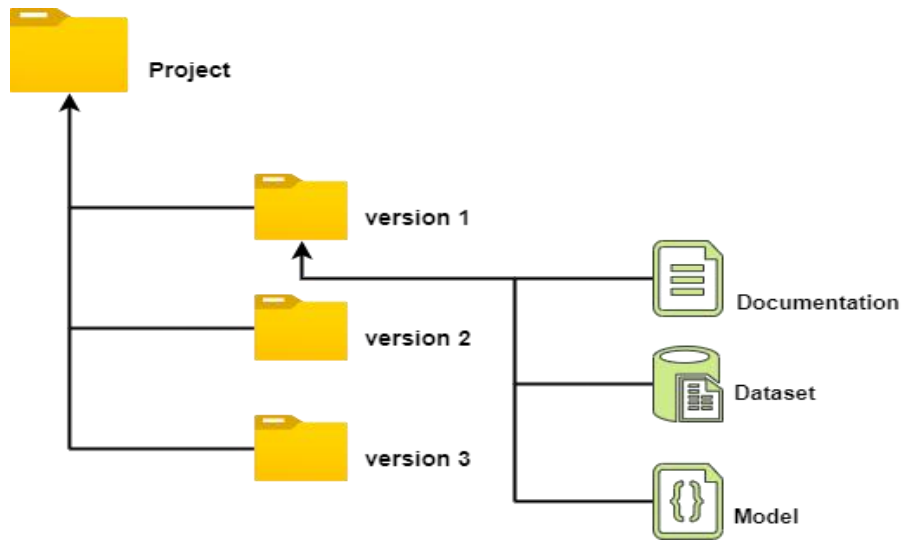 Project
version 1
version 2
version 3
Documentation
Dataset
Model